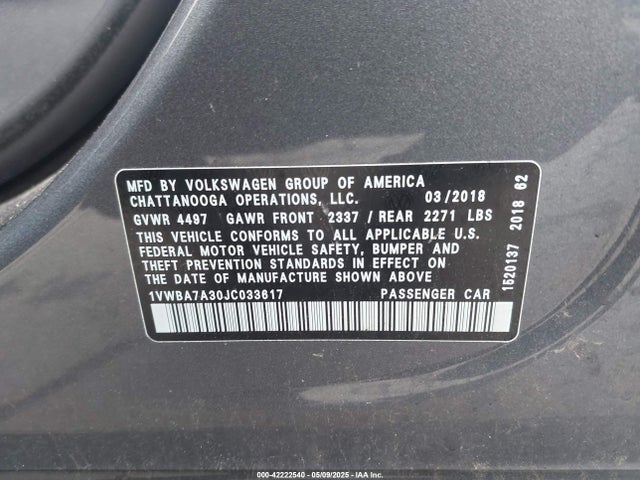 MFD BY VOLKSWAGEN GROUP OF AMERICA
CHATTANOOGA OPERATIONS, LLC. 03/2018
GVWR 4497 GAWR FRONT 2337 / REAR 2271 LBS
THIS VEHICLE CONFORMS TO ALL APPLICABLE U.S.
FEDERAL MOTOR VEHICLE SAFETY, BUMPER AND
THEFT PREVENTION STANDARDS IN EFFECT ON
THE DATE OF MANUFACTURE SHOWN ABOVE
1VWBA7A30JC033617 PASSENGER CAR
1520137 2018 62
000-42222540 - 05/09/2025 - IAA Inc.